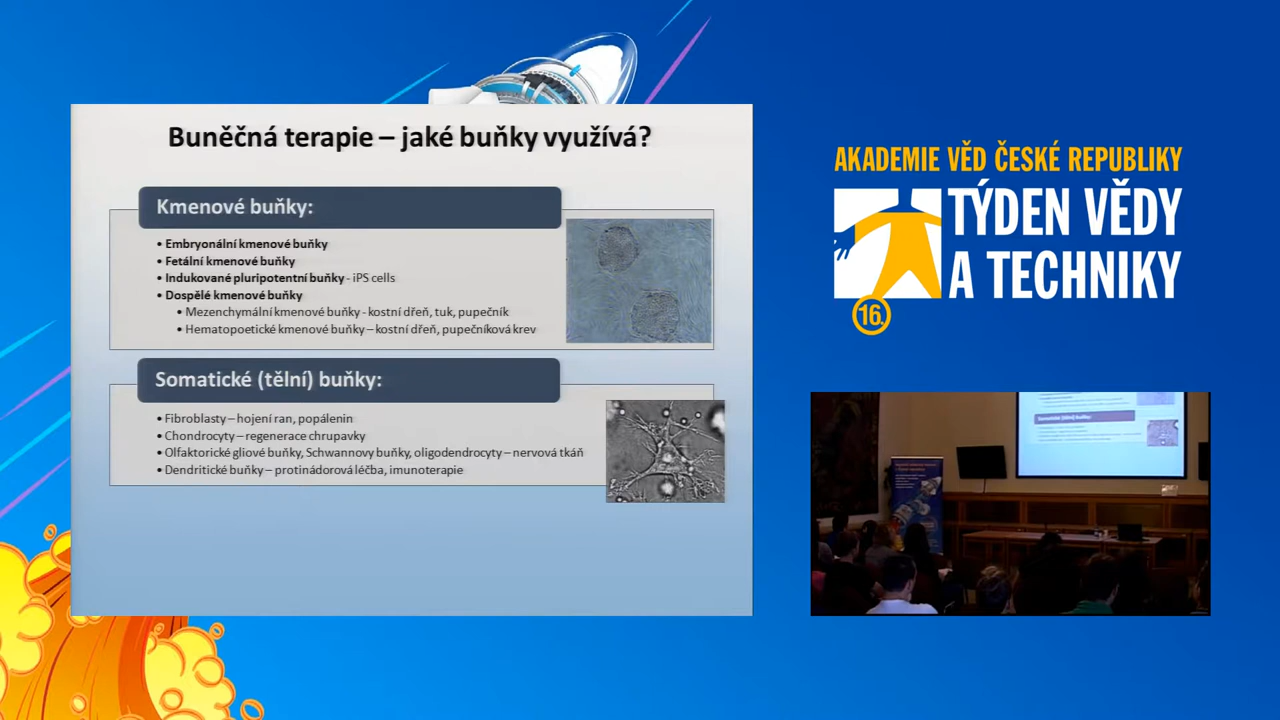 Buněčná terapie – jaké buňky využívá?
Kmenové buňky:
• Embryonální kmenové buňky
• Fetální kmenové buňky
• Indukované pluripotentní buňky - iPS cells
• Dospělé kmenové buňky
• Mezenchymální kmenové buňky - kostní dřeň, tuk, pupečník
• Hematopoetické kmenové buňky – kostní dřeň, pupečníková krev
Somatické (tělní) buňky:
• Fibroblasty – hojení ran, popálenin
• Chondrocyty – regenerace chrupavky
• Olfaktorické gliové buňky, Schwannovy buňky, oligodendrocyty – nervová tkáň
• Dendritické buňky – protinádorová léčba, imunoterapie
AKADEMIE VĚD ČESKÉ REPUBLIKY
TÝDEN VĚDY
A TECHNIKY
16.